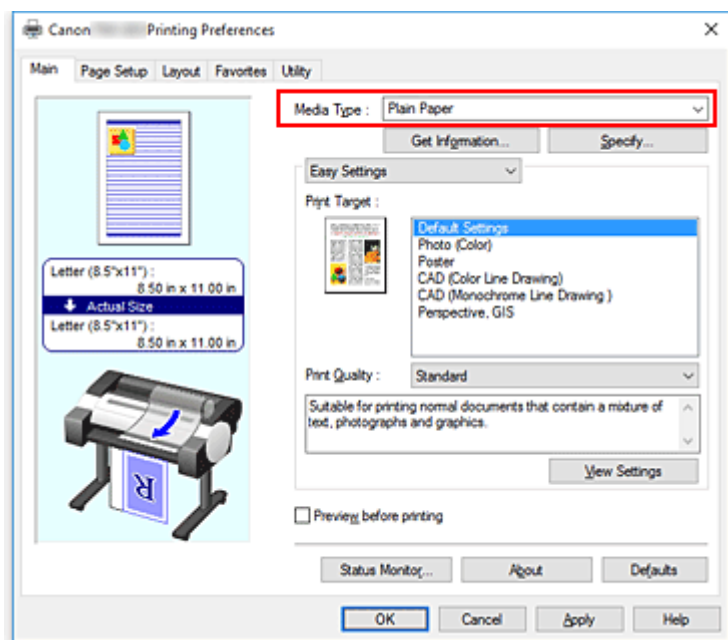 Canon Printing Preferences
Main Page Setup Layout Favorites Utility
Media Type : Plain Paper
Get Information... Specify...
Easy Settings
Print Target :
Default Settings
Photo (Color)
Poster
CAD (Color Line Drawing)
CAD (Monochrome Line Drawing )
Perspective, GIS
Letter (8.5"x11") :
8.50 in x 11.00 in
Actual Size
Letter (8.5"x11") :
8.50 in x 11.00 in
Print Quality : Standard
Suitable for printing normal documents that contain a mixture of
text, photographs and graphics.
View Settings
R
Preview before printing
Status Monitor... About Defaults
OK Cancel Apply Help